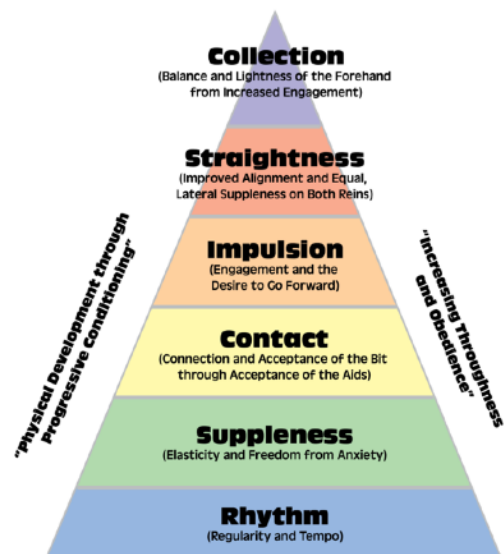 Collection
(Balance and Lightness of the Forehand
from Increased Engagement)
Straightness
(Improved Alignment and Equal,
Lateral Suppleness on Both Reins)
Impulsion
(Engagement and the
Desire to Go Forward)
Contact
(Connection and Acceptance of the Bit
through Acceptance of the Aids)
Suppleness
(Elasticity and Freedom from Anxiety)
Rhythm
(Regularity and Tempo)
"Physical Development through
Progressive Conditioning"
"Increasing Throughness
and Obedience"